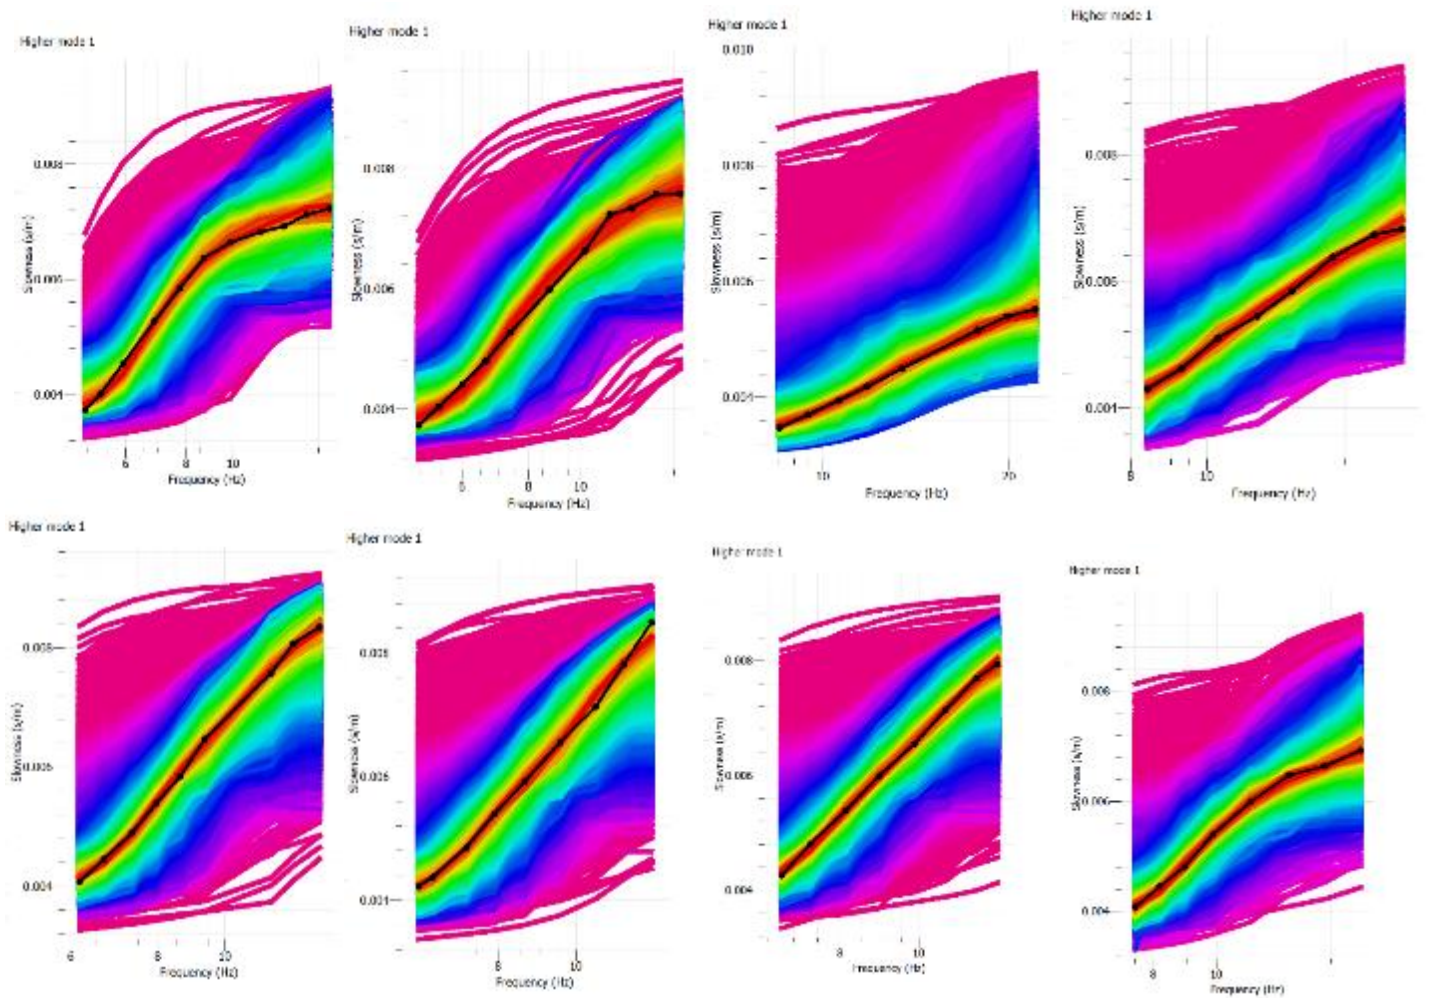 Higher mode 1
0.008
0.006
0.004
Slowness (s/m)
6 8 10
Frequency (Hz)
Higher mode 1
0.008
0.006
0.004
Slowness (s/m)
6 8 10
Frequency (Hz)
Higher mode 1
0.010
0.008
0.006
0.004
Slowness (s/m)
10 20
Frequency (Hz)
Higher mode 1
0.008
0.006
0.004
Slowness (s/m)
8 10
Frequency (Hz)
Higher mode 1
0.008
0.006
0.004
Slowness (s/m)
6 8 10
Frequency (Hz)
Higher mode 1
0.008
0.006
0.004
Slowness (s/m)
8 10
Frequency (Hz)
Higher mode 1
0.008
0.006
0.004
Slowness (s/m)
8 10
Frequency (Hz)
Higher mode 1
0.008
0.006
0.004
Slowness (s/m)
8 10
Frequency (Hz)